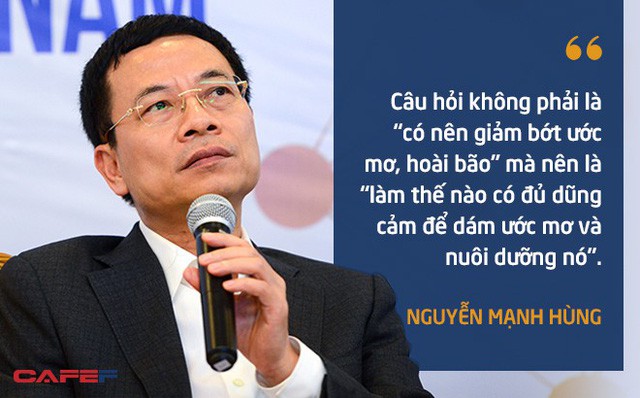 NAM
“
Câu hỏi không phải là
“có nên giảm bớt ước
mơ, hoài bão” mà nên là
“làm thế nào có đủ dũng
cảm để dám ước mơ và
nuôi dưỡng nó”.
NGUYỄN MẠNH HÙNG
CAFEF